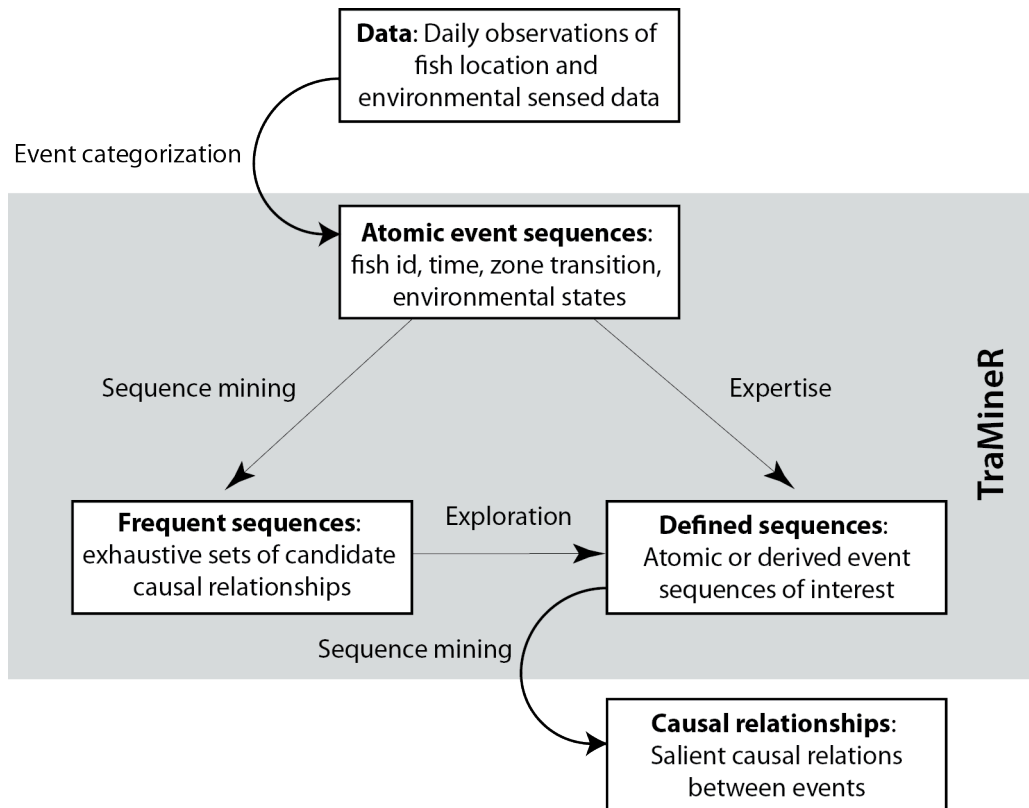 Data: Daily observations of
fish location and
environmental sensed data
Event categorization
Atomic event sequences:
fish id, time, zone transition,
environmental states
Sequence mining
Expertise
TraMineR
Frequent sequences:
exhaustive sets of candidate
causal relationships
Exploration
Defined sequences:
Atomic or derived event
sequences of interest
Sequence mining
Causal relationships:
Salient causal relations
between events